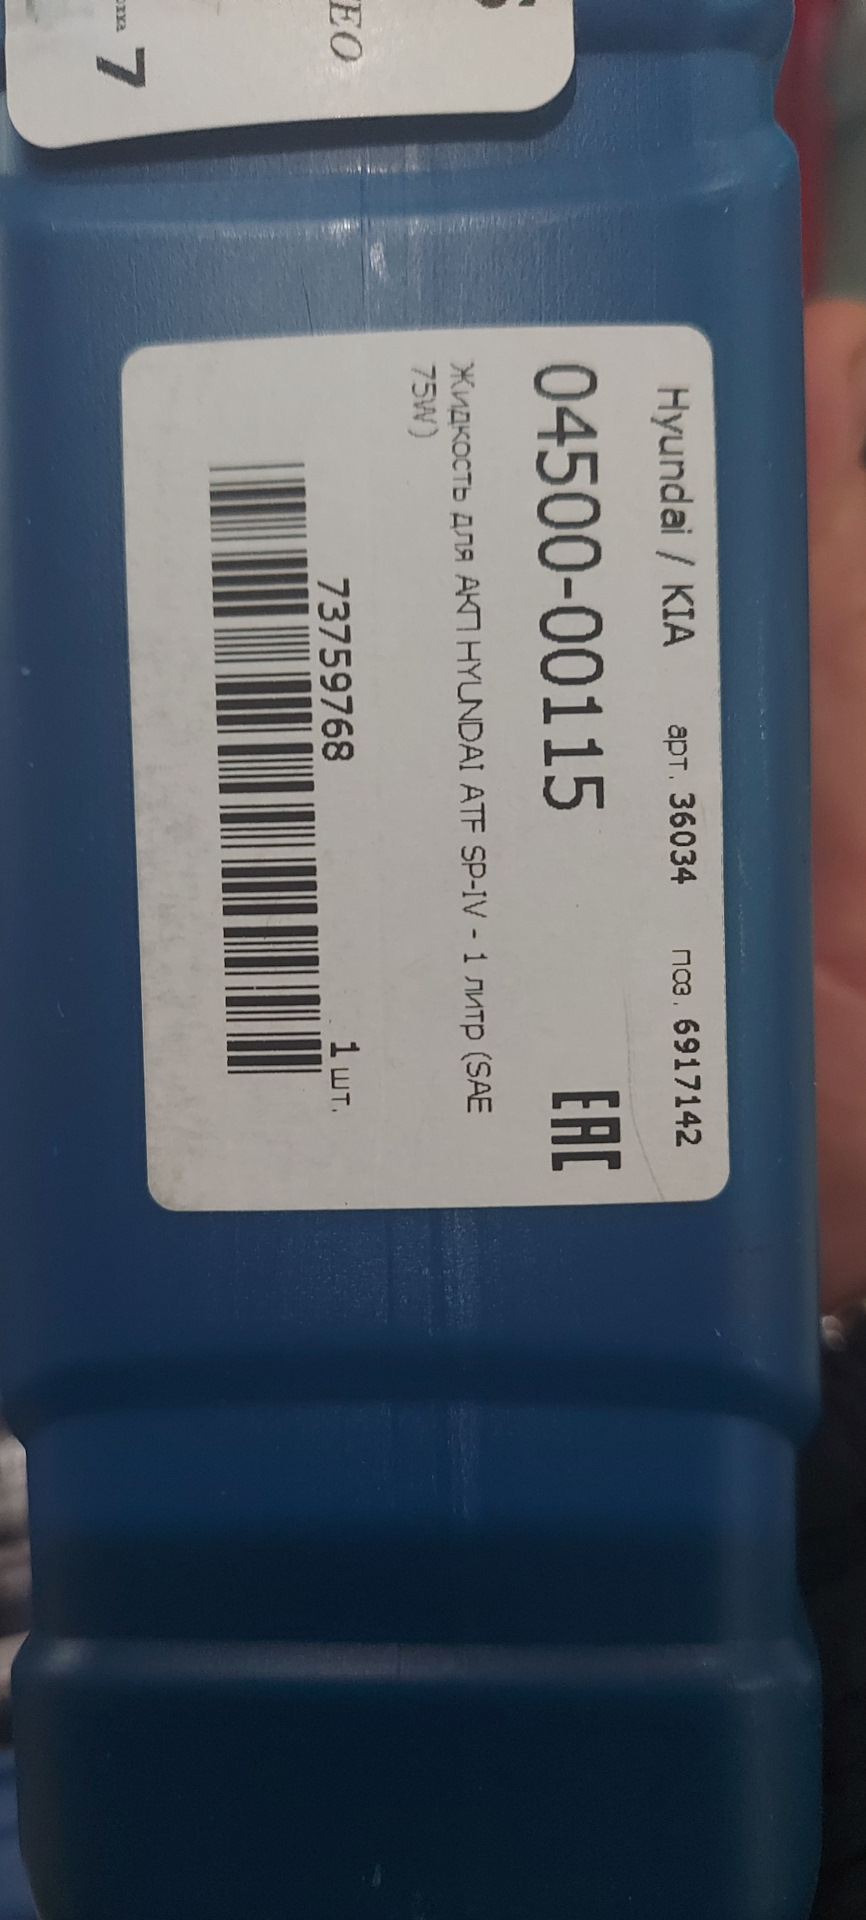 7
ЕО
Hyundai / KIA арт. 36034 поз. 6917142
04500-00115 EAC
Жидкость для АКП HYUNDAI ATF SP-IV - 1 литр (SAE
75W)
73759768 1 шт.